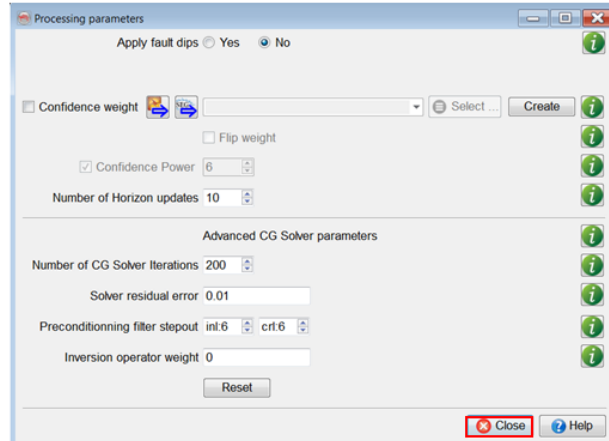 Processing parameters
Apply fault dips Yes No
Confidence weight SEGY Select ... Create
Flip weight
Confidence Power 6
Number of Horizon updates 10
Advanced CG Solver parameters
Number of CG Solver Iterations 200
Solver residual error 0.01
Preconditionning filter stepout inl:6 crl:6
Inversion operator weight 0
Reset
Close Help